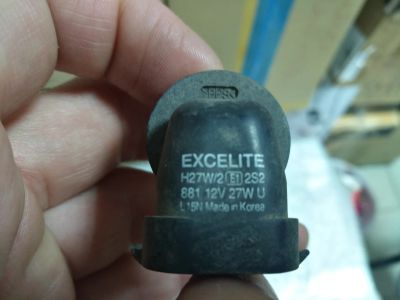 EXCELITE
H27W/2 E1 2S2
881 12V 27W U
L15N Made in Korea